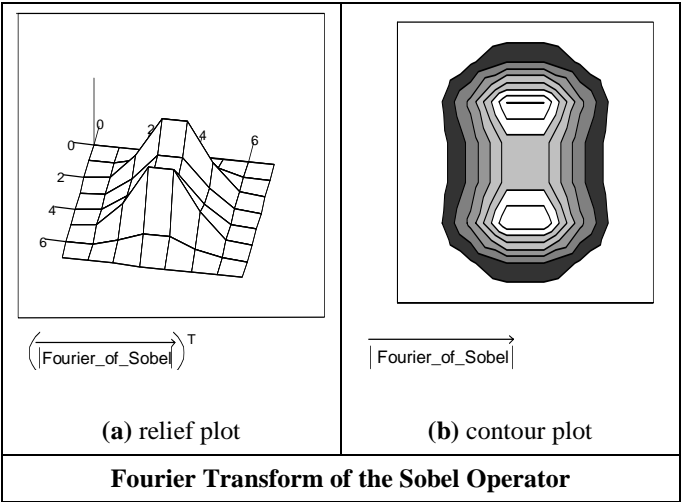 0
0
2
4
6
2
4
6
|Fourier_of_Sobel|
T
(a) relief plot
|Fourier_of_Sobel|
(b) contour plot
Fourier Transform of the Sobel Operator